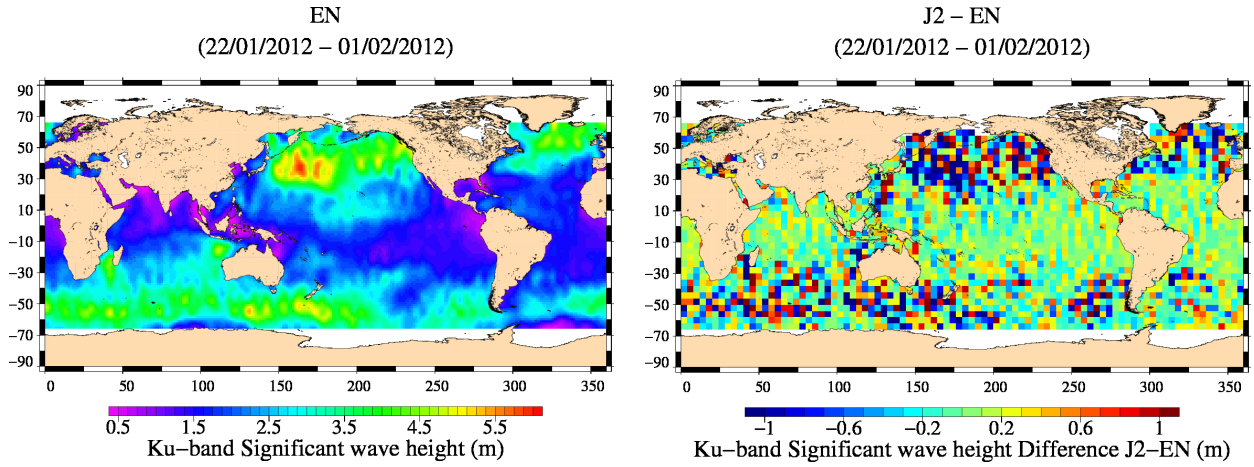 EN
(22/01/2012 − 01/02/2012)
90
70
50
30
10
−10
−30
−50
−70
−90
0 50 100 150 200 250 300 350
0.5 1.5 2.5 3.5 4.5 5.5
Ku−band Significant wave height (m)
J2 − EN
(22/01/2012 − 01/02/2012)
90
70
50
30
10
−10
−30
−50
−70
−90
0 50 100 150 200 250 300 350
−1 −0.6 −0.2 0.2 0.6 1
Ku−band Significant wave height Difference J2−EN (m)